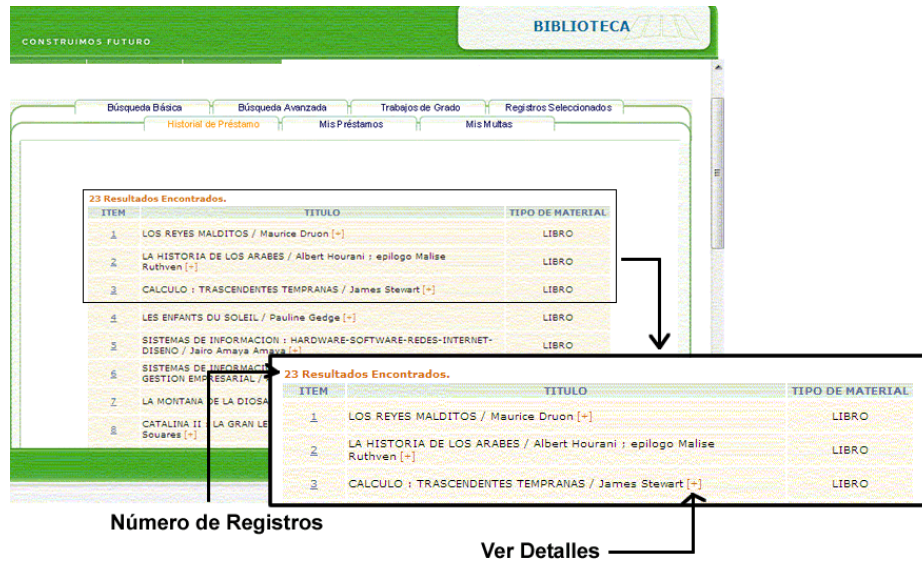 BIBLIOTECA
CONSTRUIMOS FUTURO
Búsqueda Básica Búsqueda Avanzada Trabajos de Grado Registros Seleccionados
Historial de Préstamo Mis Préstamos Mis Multas
23 Resultados Encontrados.
ITEM TITULO TIPO DE MATERIAL
1 LOS REYES MALDITOS / Maurice Druon [+] LIBRO
2 LA HISTORIA DE LOS ARABES / Albert Hourani ; epilogo Malise
Ruthven [+] LIBRO
3 CALCULO : TRASCENDENTES TEMPRANAS / James Stewart [+] LIBRO
4 LES ENFANTS DU SOLEIL / Pauline Gedge [+] LIBRO
5 SISTEMAS DE INFORMACION : HARDWARE-SOFTWARE-REDES-INTERNET-
DISENO / Jairo Amaya Amaya [+] LIBRO
6 SISTEMAS DE INFORMACI
GESTION EMPRESARIAL /
7 LA MONTANA DE LA DIOSA
8 CATALINA II : LA GRAN LE
Souares [+]
23 Resultados Encontrados.
ITEM TITULO TIPO DE MATERIAL
1 LOS REYES MALDITOS / Maurice Druon [+] LIBRO
2 LA HISTORIA DE LOS ARABES / Albert Hourani ; epilogo Malise
Ruthven [+] LIBRO
3 CALCULO : TRASCENDENTES TEMPRANAS / James Stewart [+] LIBRO
Número de Registros
Ver Detalles